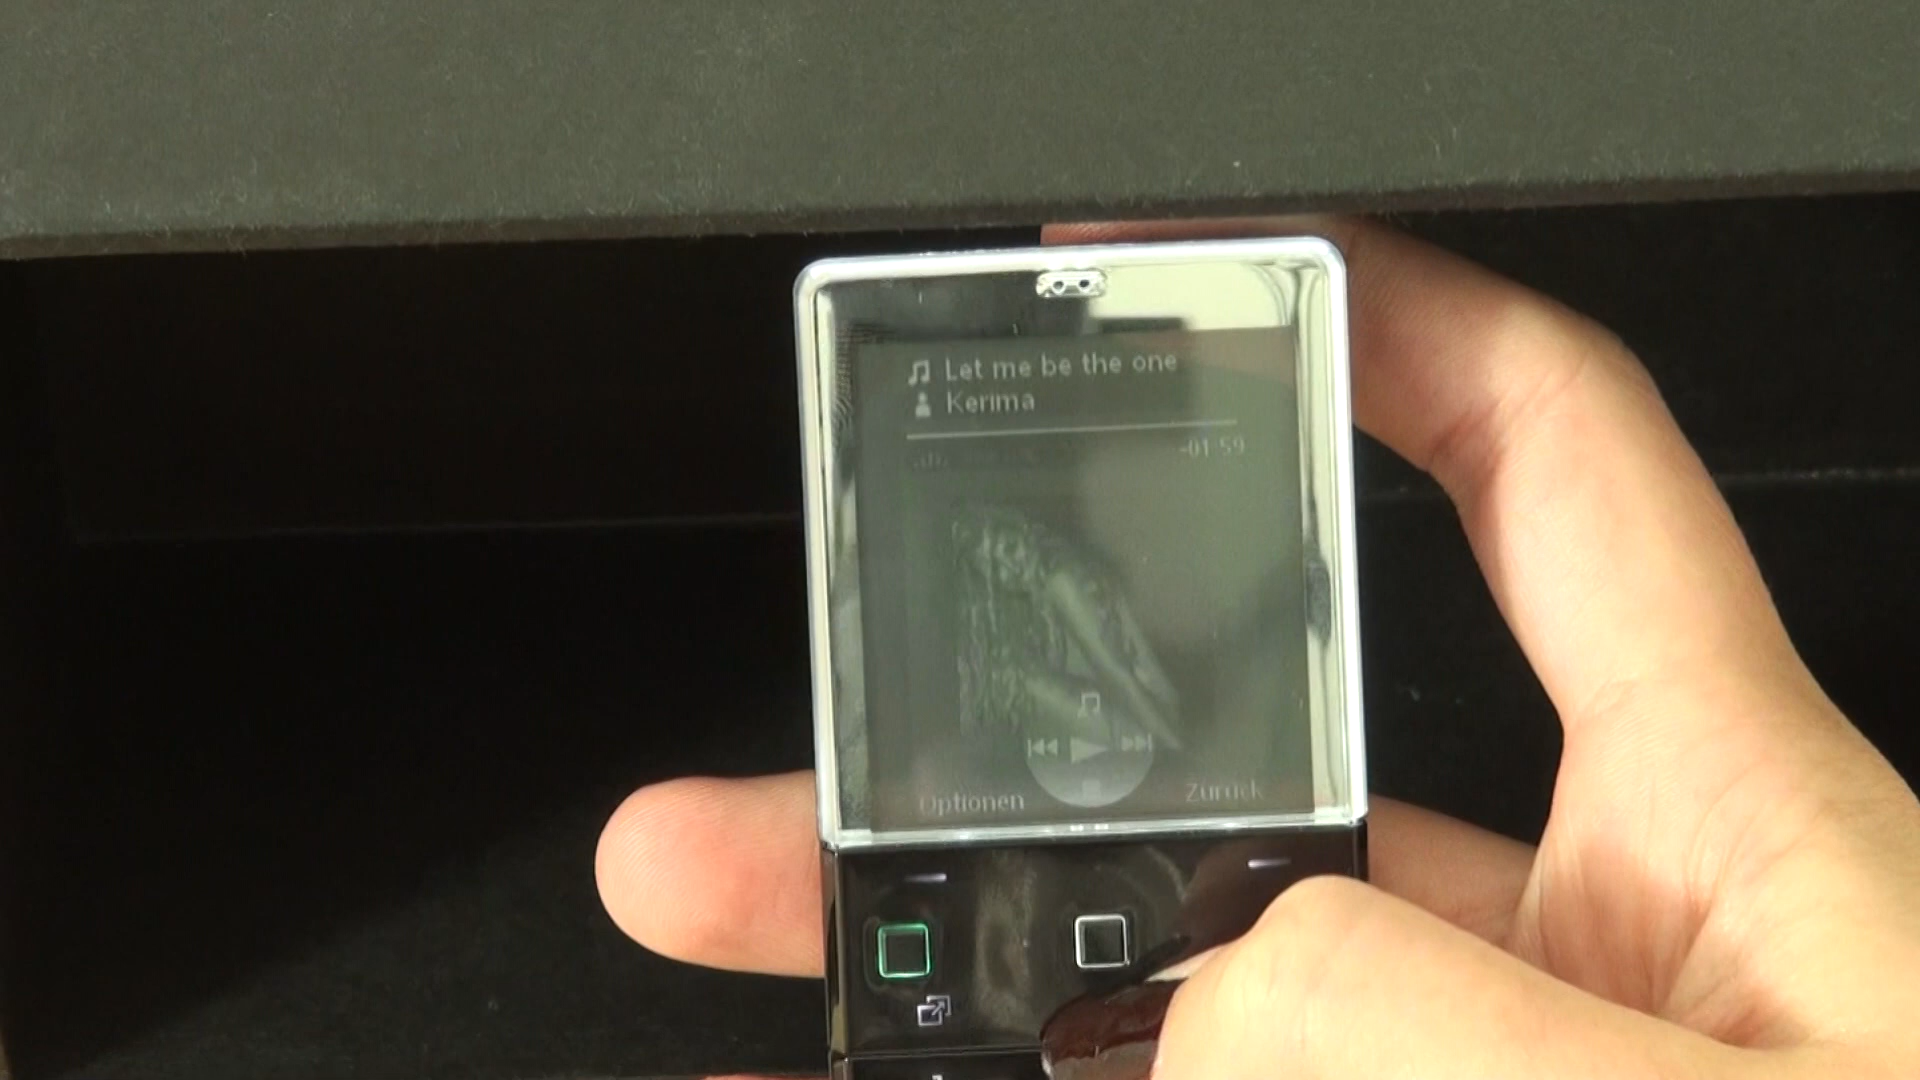 Let me be the one
Kerima
-01:59
Optionen
Zurück